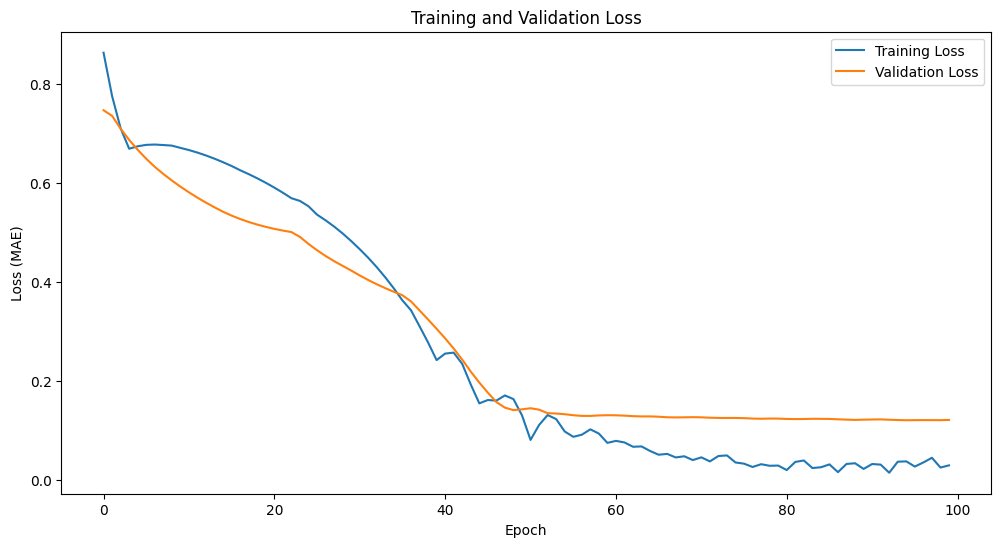 Training and Validation Loss
Training Loss
Validation Loss
Loss (MAE)
0.8
0.6
0.4
0.2
0.0
0 20 40 60 80 100
Epoch